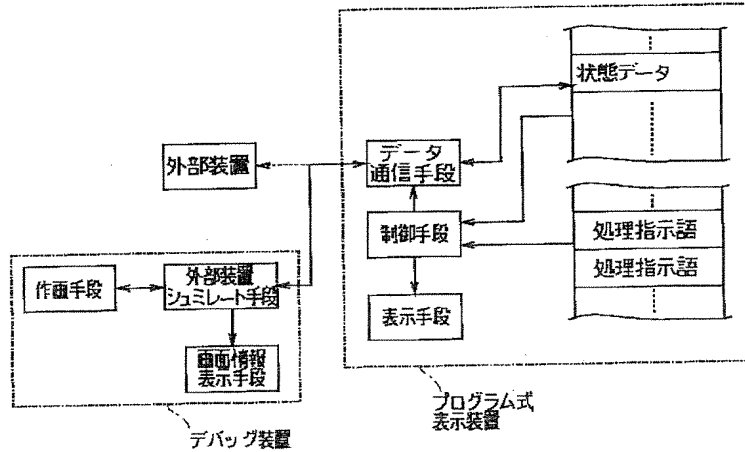 状態データ
外部装置
データ
通信手段
制御手段
処理指示語
処理指示語
作画手段
外部装置
シュミレート手段
表示手段
画面情報
表示手段
プログラム式
表示装置
デバッグ装置